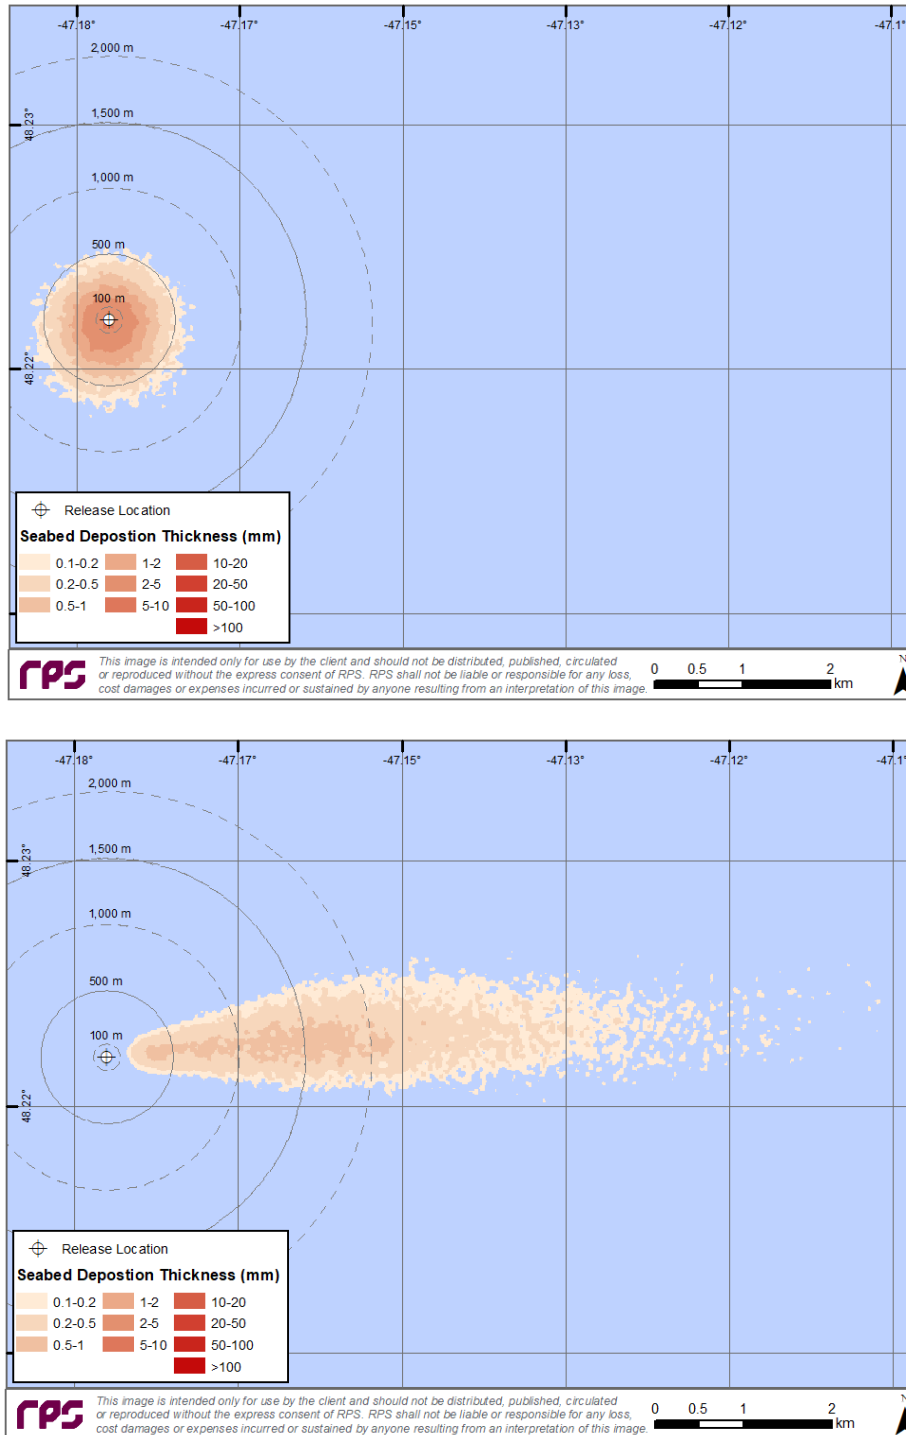 -47.18° -47.17° -47.15° -47.13° -47.12° -47.1°
2,000 m
48.23°
1,500 m
1,000 m
500 m
100 m
48.22°
Release Location
Seabed Depostion Thickness (mm)
0.1-0.2 1-2 10-20
0.2-0.5 2-5 20-50
0.5-1 5-10 50-100
>100
rps
This image is intended only for use by the client and should not be distributed, published, circulated
or reproduced without the express consent of RPS. RPS shall not be liable or responsible for any loss,
cost damages or expenses incurred or sustained by anyone resulting from an interpretation of this image.
0 0.5 1 2
km
N
-47.18° -47.17° -47.15° -47.13° -47.12° -47.1°
2,000 m
48.23°
1,500 m
1,000 m
500 m
100 m
48.22°
Release Location
Seabed Depostion Thickness (mm)
0.1-0.2 1-2 10-20
0.2-0.5 2-5 20-50
0.5-1 5-10 50-100
>100
rps
This image is intended only for use by the client and should not be distributed, published, circulated
or reproduced without the express consent of RPS. RPS shall not be liable or responsible for any loss,
cost damages or expenses incurred or sustained by anyone resulting from an interpretation of this image.
0 0.5 1 2
km
N